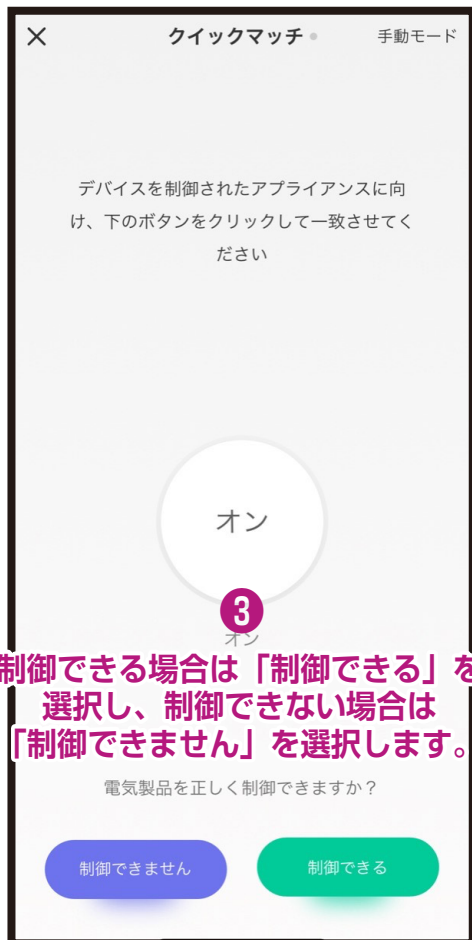 × クイックマッチ 手動モード
デバイスを制御されたアプライアンスに向
け、下のボタンをクリックして一致させてく
ださい
オン
3
オン
制御できる場合は「制御できる」を
選択し、制御できない場合は
「制御できません」を選択します。
電気製品を正しく制御できますか？
制御できません 制御できる